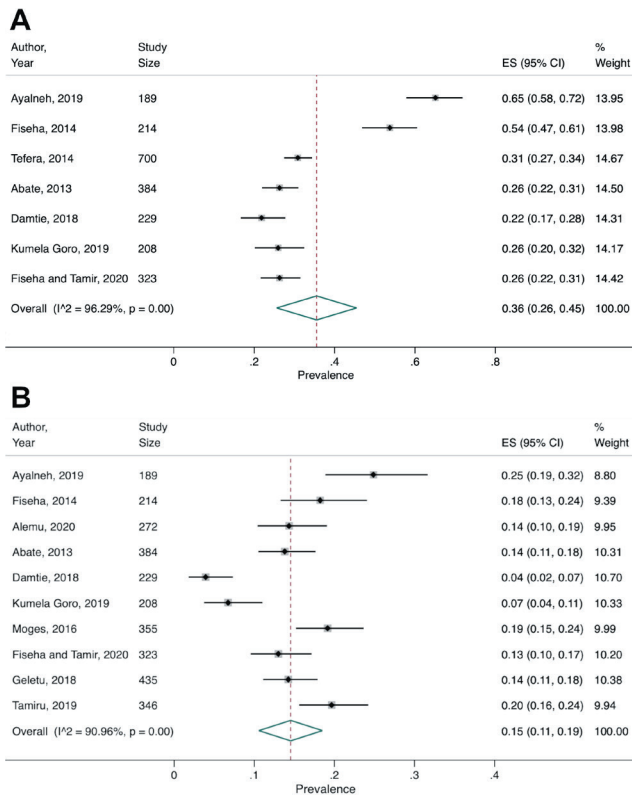 A
Author, Study %
Year Size ES (95% CI) Weight
Ayalneh, 2019 189 0.65 (0.58, 0.72) 13.95
Fiseha, 2014 214 0.54 (0.47, 0.61) 13.98
Tefera, 2014 700 0.31 (0.27, 0.34) 14.67
Abate, 2013 384 0.26 (0.22, 0.31) 14.50
Damtie, 2018 229 0.22 (0.17, 0.28) 14.31
Kumela Goro, 2019 208 0.26 (0.20, 0.32) 14.17
Fiseha and Tamir, 2020 323 0.26 (0.22, 0.31) 14.42
Overall (I^2 = 96.29%, p = 0.00) 0.36 (0.26, 0.45) 100.00
0 .2 .4 .6 .8
Prevalence
B
Author, Study %
Year Size ES (95% CI) Weight
Ayalneh, 2019 189 0.25 (0.19, 0.32) 8.80
Fiseha, 2014 214 0.18 (0.13, 0.24) 9.39
Alemu, 2020 272 0.14 (0.10, 0.19) 9.95
Abate, 2013 384 0.14 (0.11, 0.18) 10.31
Damtie, 2018 229 0.04 (0.02, 0.07) 10.70
Kumela Goro, 2019 208 0.07 (0.04, 0.11) 10.33
Moges, 2016 355 0.19 (0.15, 0.24) 9.99
Fiseha and Tamir, 2020 323 0.13 (0.10, 0.17) 10.20
Geletu, 2018 435 0.14 (0.11, 0.18) 10.38
Tamiru, 2019 346 0.20 (0.16, 0.24) 9.94
Overall (I^2 = 90.96%, p = 0.00) 0.15 (0.11, 0.19) 100.00
0 .1 .2 .3 .4
Prevalence